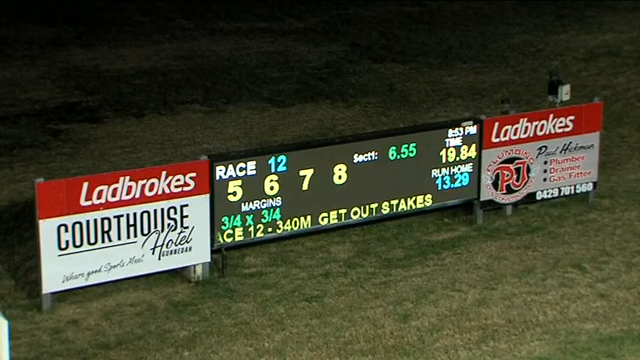 Ladbrokes
COURTHOUSE
Hotel
GUNNEDAH
Where good Sports Meet
RACE 12
5 6 7 8
MARGINS
3/4 X 3/4
Sect1: 6.55
8:53 PM
TIME
19.84
RUN HOME
13.29
ACE 12 - 340M GET OUT STAKES
Ladbrokes
PLUMBING
PJ
Paul Hickman
Plumber
Drainer
Gas Fitter
0429 701 560